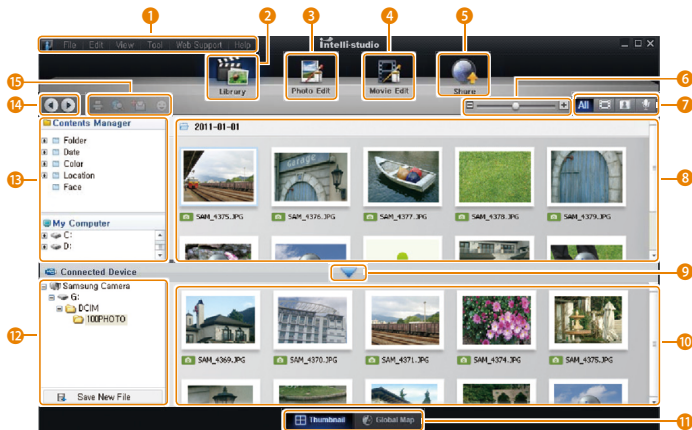 1 2 3 4 5
File Edit View Tool Web Support Help
Intelli-studio
Library Photo Edit Movie Edit Share
15 6
14 All 7
Contents Manager
Folder
Date
Color
Location
Face
13
My Computer
C:
D:
2011-01-01
SAM_4375.JPG SAM_4376.JPG SAM_4377.JPG SAM_4378.JPG SAM_4379.JPG
8
Connected Device
9
Samsung Camera
G:
DCIM
100PHOTO
12
Save New File
SAM_4369.JPG SAM_4370.JPG SAM_4371.JPG SAM_4374.JPG SAM_4375.JPG
10
Thumbnail Global Map
11